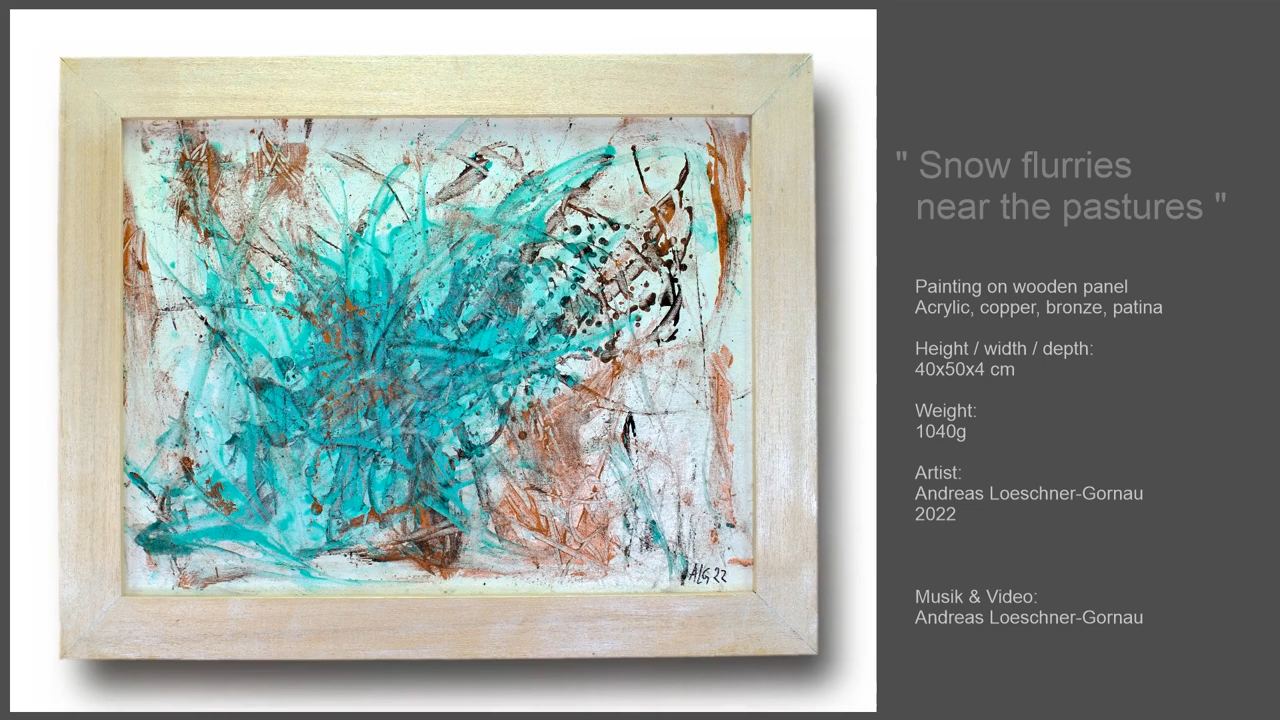 ALG 22
" Snow flurries
near the pastures "
Painting on wooden panel
Acrylic, copper, bronze, patina
Height / width / depth:
40x50x4 cm
Weight:
1040g
Artist:
Andreas Loeschner-Gornau
2022
Musik & Video:
Andreas Loeschner-Gornau